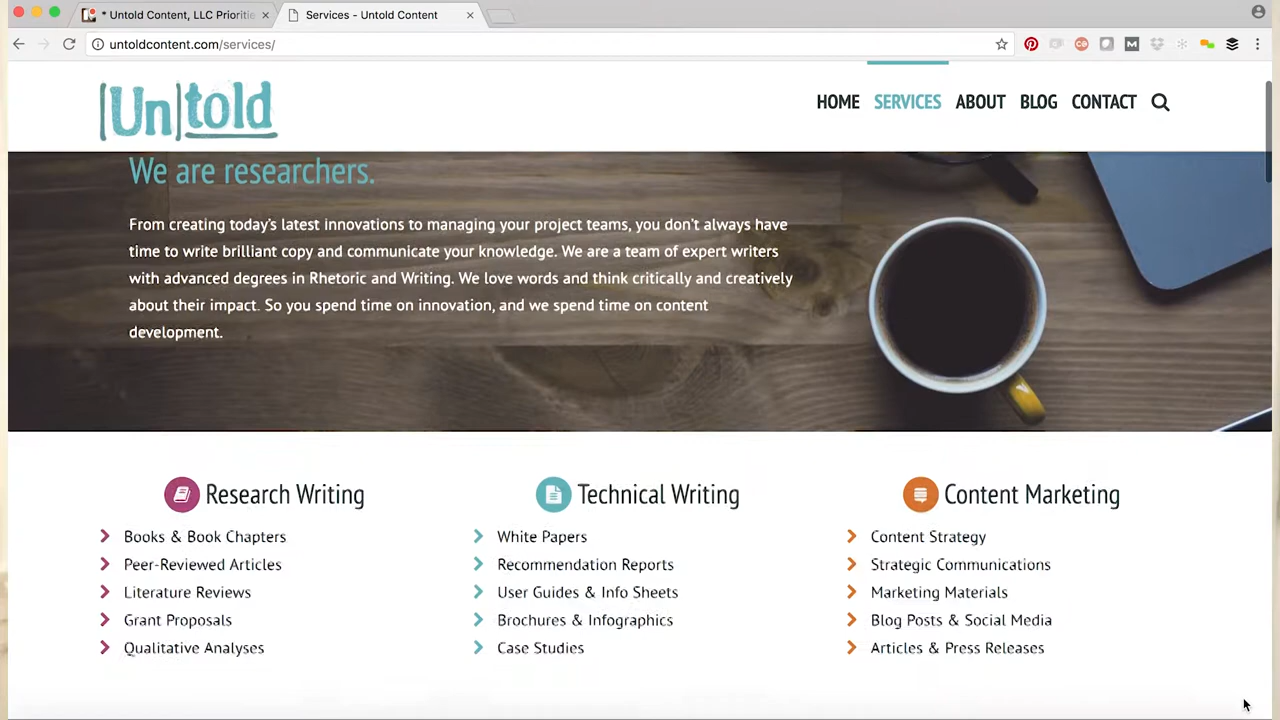 * Untold Content, LLC Prioritie
Services - Untold Content
untoldcontent.com/services/
[Un]told
HOME SERVICES ABOUT BLOG CONTACT
We are researchers.
From creating today's latest innovations to managing your project teams, you don't always have
time to write brilliant copy and communicate your knowledge. We are a team of expert writers
with advanced degrees in Rhetoric and Writing. We love words and think critically and creatively
about their impact. So you spend time on innovation, and we spend time on content
development.
Research Writing
Books & Book Chapters
Peer-Reviewed Articles
Literature Reviews
Grant Proposals
Qualitative Analyses
Technical Writing
White Papers
Recommendation Reports
User Guides & Info Sheets
Brochures & Infographics
Case Studies
Content Marketing
Content Strategy
Strategic Communications
Marketing Materials
Blog Posts & Social Media
Articles & Press Releases